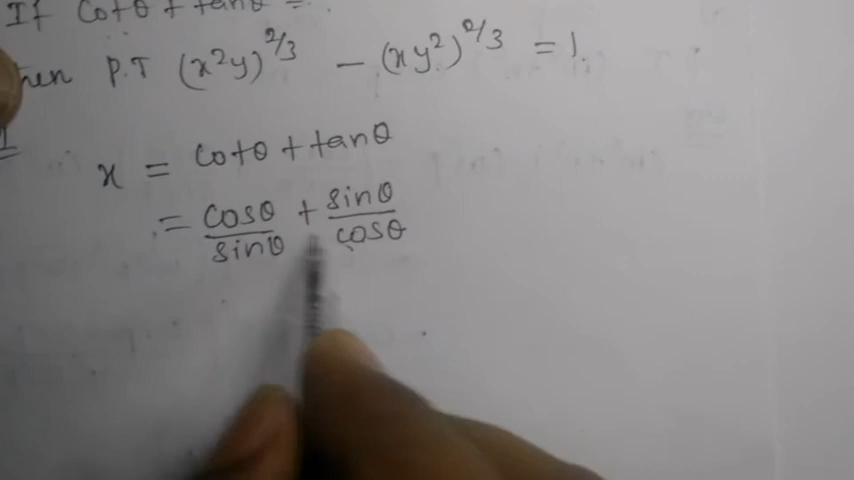 If Cotθ + tanθ =
then P.T (x²y)^2/3 - (xy²)^2/3 = 1.
x = Cotθ + tanθ
= cosθ/sinθ + sinθ/cosθ